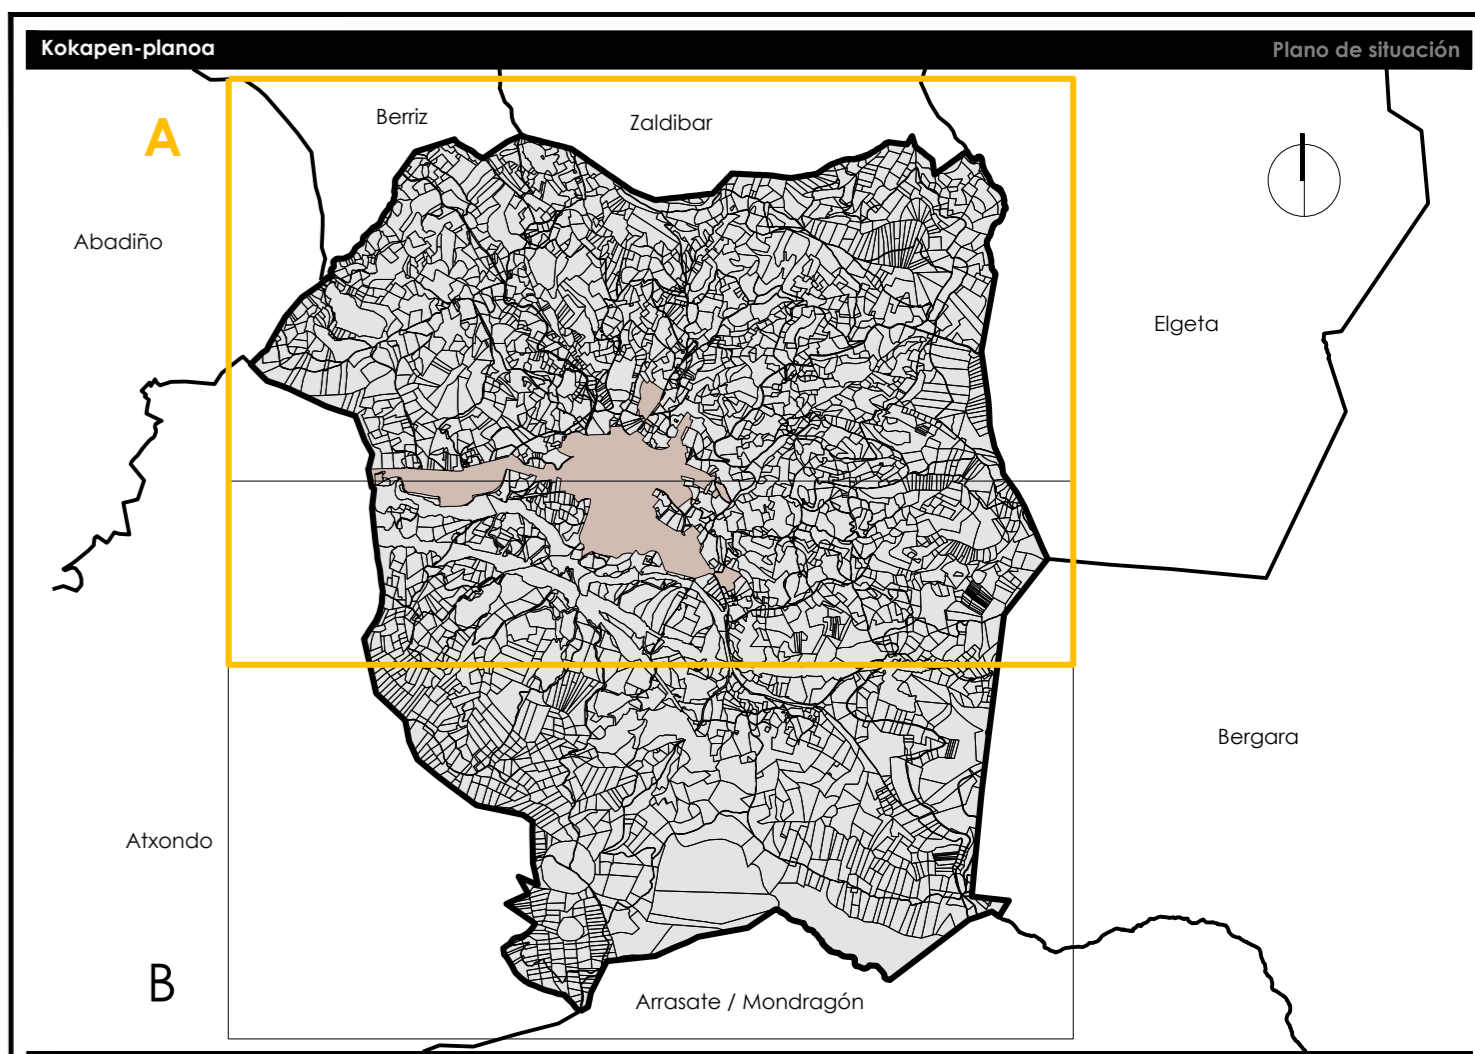 Kokapen-planoa
Plano de situación
A
Berriz
Zaldibar
Abadiño
Elgeta
Bergara
Atxondo
B
Arrasate / Mondragón